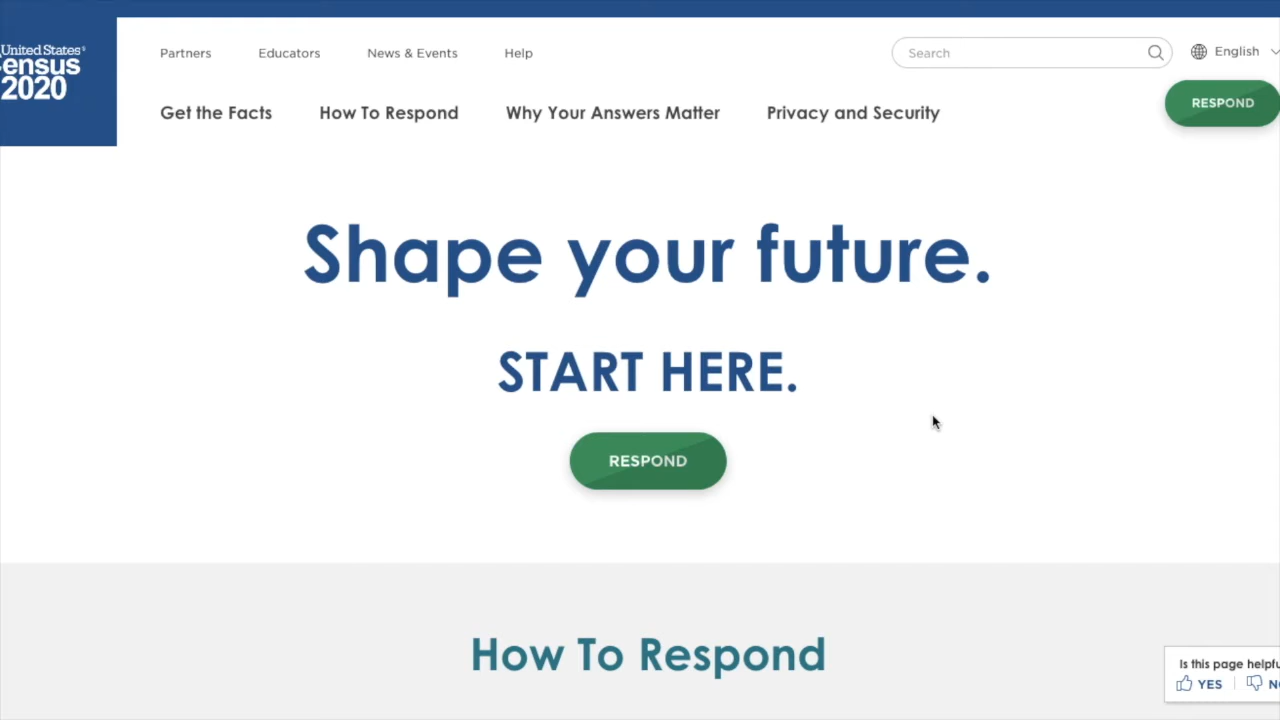 United States®
ensus
2020
Partners
Educators
News & Events
Help
Search
English
RESPOND
Get the Facts
How To Respond
Why Your Answers Matter
Privacy and Security
Shape your future.
START HERE.
RESPOND
How To Respond
Is this page helpfu
YES